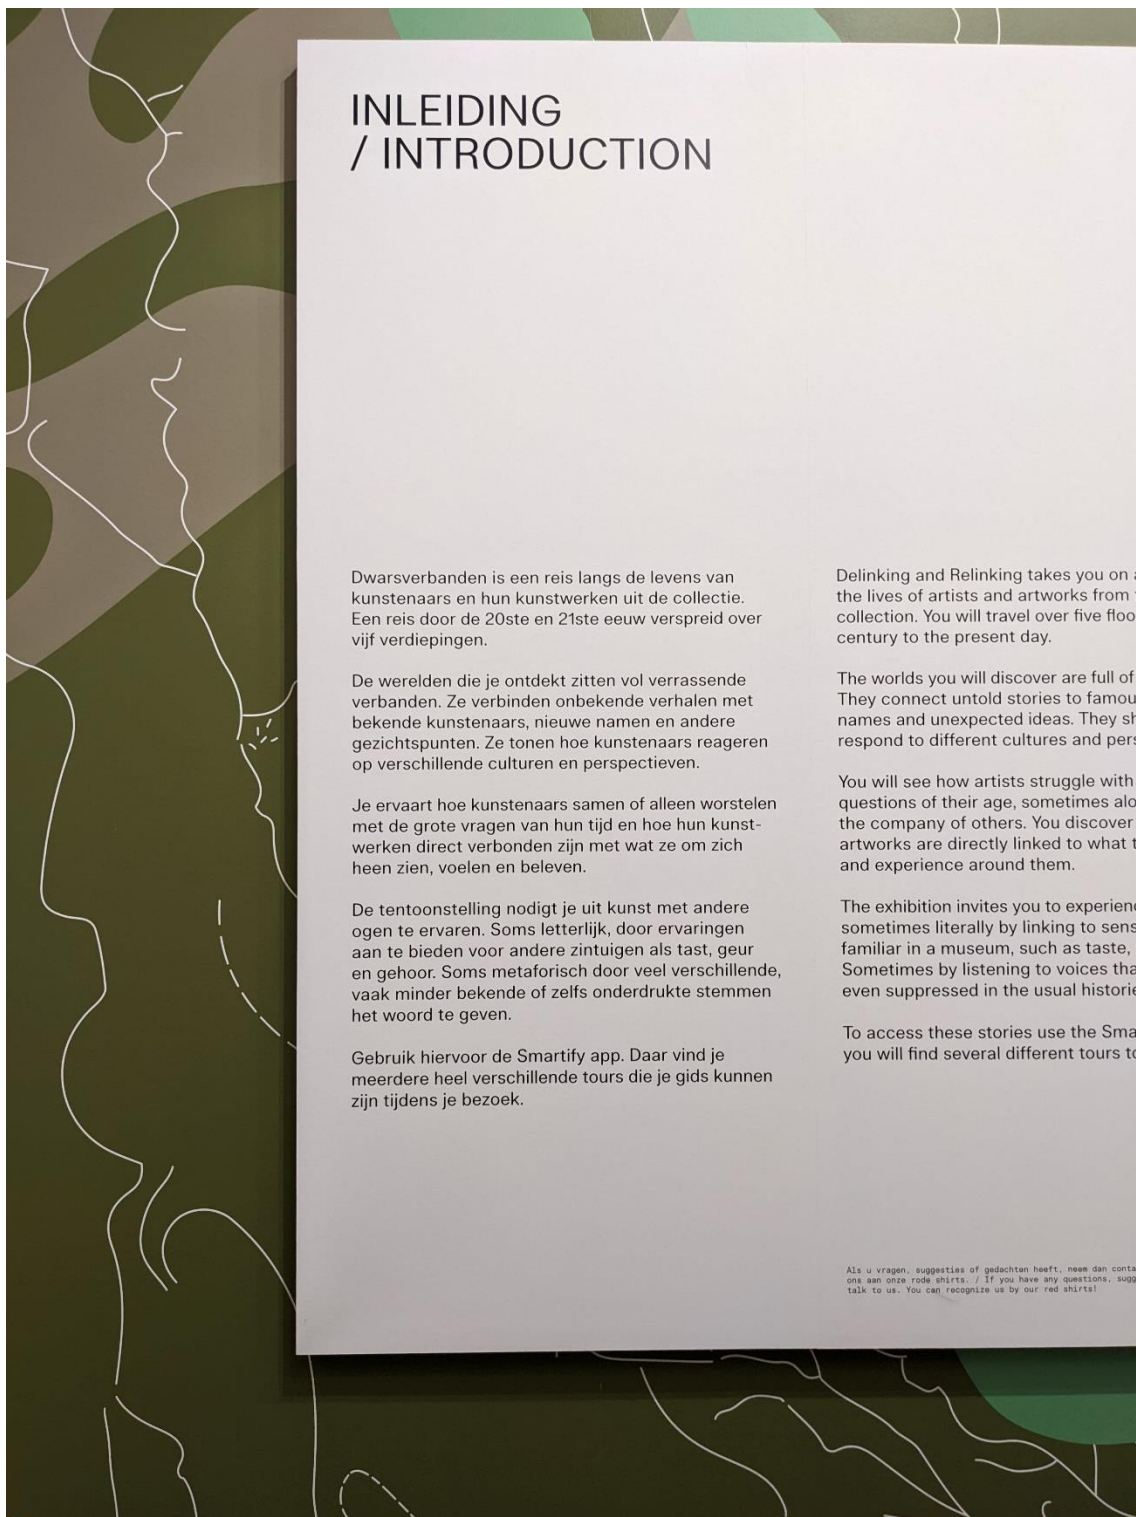 INLEIDING
/ INTRODUCTION
Dwarsverbanden is een reis langs de levens van
kunstenaars en hun kunstwerken uit de collectie.
Een reis door de 20ste en 21ste eeuw verspreid over
vijf verdiepingen.
De werelden die je ontdekt zitten vol verrassende
verbanden. Ze verbinden onbekende verhalen met
bekende kunstenaars, nieuwe namen en andere
gezichtspunten. Ze tonen hoe kunstenaars reageren
op verschillende culturen en perspectieven.
Je ervaart hoe kunstenaars samen of alleen worstelen
met de grote vragen van hun tijd en hoe hun kunst-
werken direct verbonden zijn met wat ze om zich
heen zien, voelen en beleven.
De tentoonstelling nodigt je uit kunst met andere
ogen te ervaren. Soms letterlijk, door ervaringen
aan te bieden voor andere zintuigen als tast, geur
en gehoor. Soms metaforisch door veel verschillende,
vaak minder bekende of zelfs onderdrukte stemmen
het woord te geven.
Gebruik hiervoor de Smartify app. Daar vind je
meerdere heel verschillende tours die je gids kunnen
zijn tijdens je bezoek.
Delinking and Relinking takes you on
the lives of artists and artworks from
collection. You will travel over five
century to the present day.
The worlds you will discover are full of
They connect untold stories to
names and unexpected ideas. They
respond to different cultures and
You will see how artists struggle with
questions of their age, sometimes
the company of others. You discover
artworks are directly linked to what
and experience around them.
The exhibition invites you to
sometimes literally by linking to
familiar in a museum, such as taste,
Sometimes by listening to voices
even suppressed in the usual
To access these stories use the
you will find several different tours
Als u vragen, suggesties of gedachten heeft, neem dan
ons aan onze rode shirts. / If you have any questions,
talk to us. You can recognize us by our red shirts!